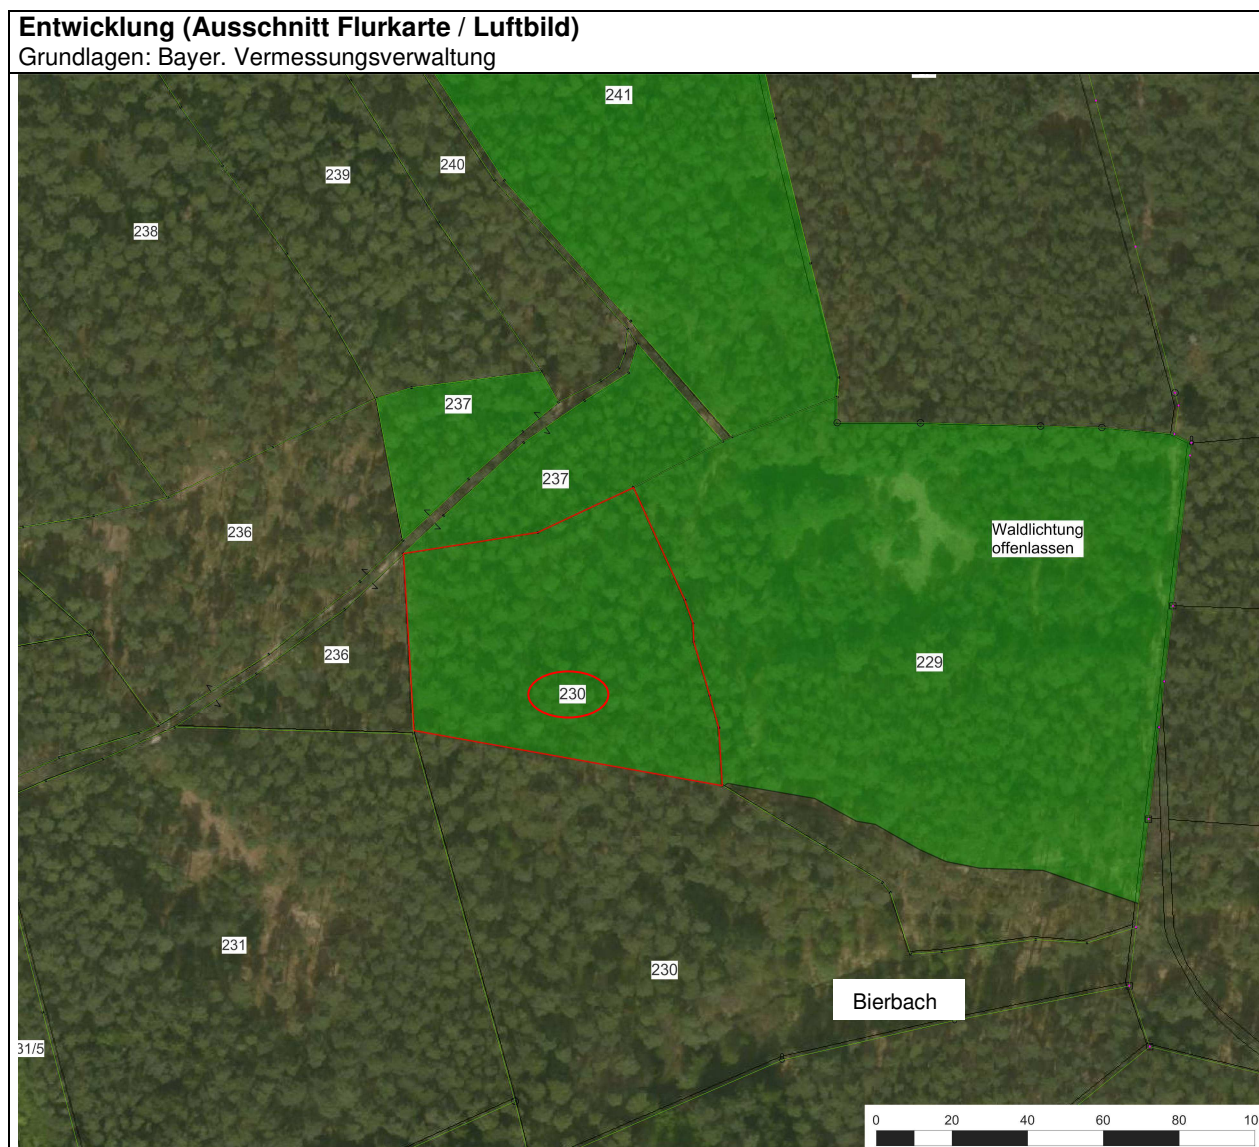 Entwicklung (Ausschnitt Flurkarte / Luftbild)
Grundlagen: Bayer. Vermessungsverwaltung
241
240
239
238
237
237
236
Waldlichtung
offenlassen
236
229
230
231
230
Bierbach
31/5
0 20 40 60 80 10